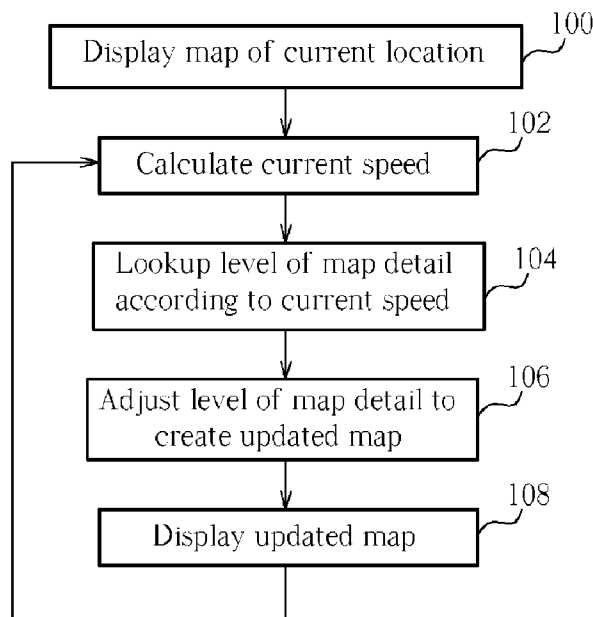 100
Display map of current location
102
Calculate current speed
104
Lookup level of map detail
according to current speed
106
Adjust level of map detail to
create updated map
108
Display updated map